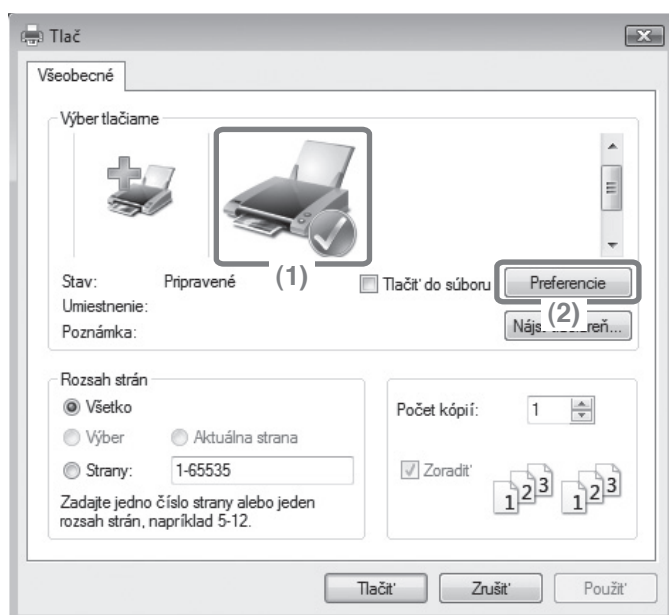 Tlač
Všeobecné
Výber tlačiarne
(1)
Stav: Pripravené
Tlačiť do súboru
Preferencie
(2)
Umiestnenie:
Poznámka:
Rozsah strán
Všetko
Výber
Aktuálna strana
Strany: 1-65535
Zadajte jedno číslo strany alebo jeden
rozsah strán, napríklad 5-12.
Počet kópií: 1
Zoradiť
1 2 3 1 2 3
Tlačiť
Zrušiť
Použiť